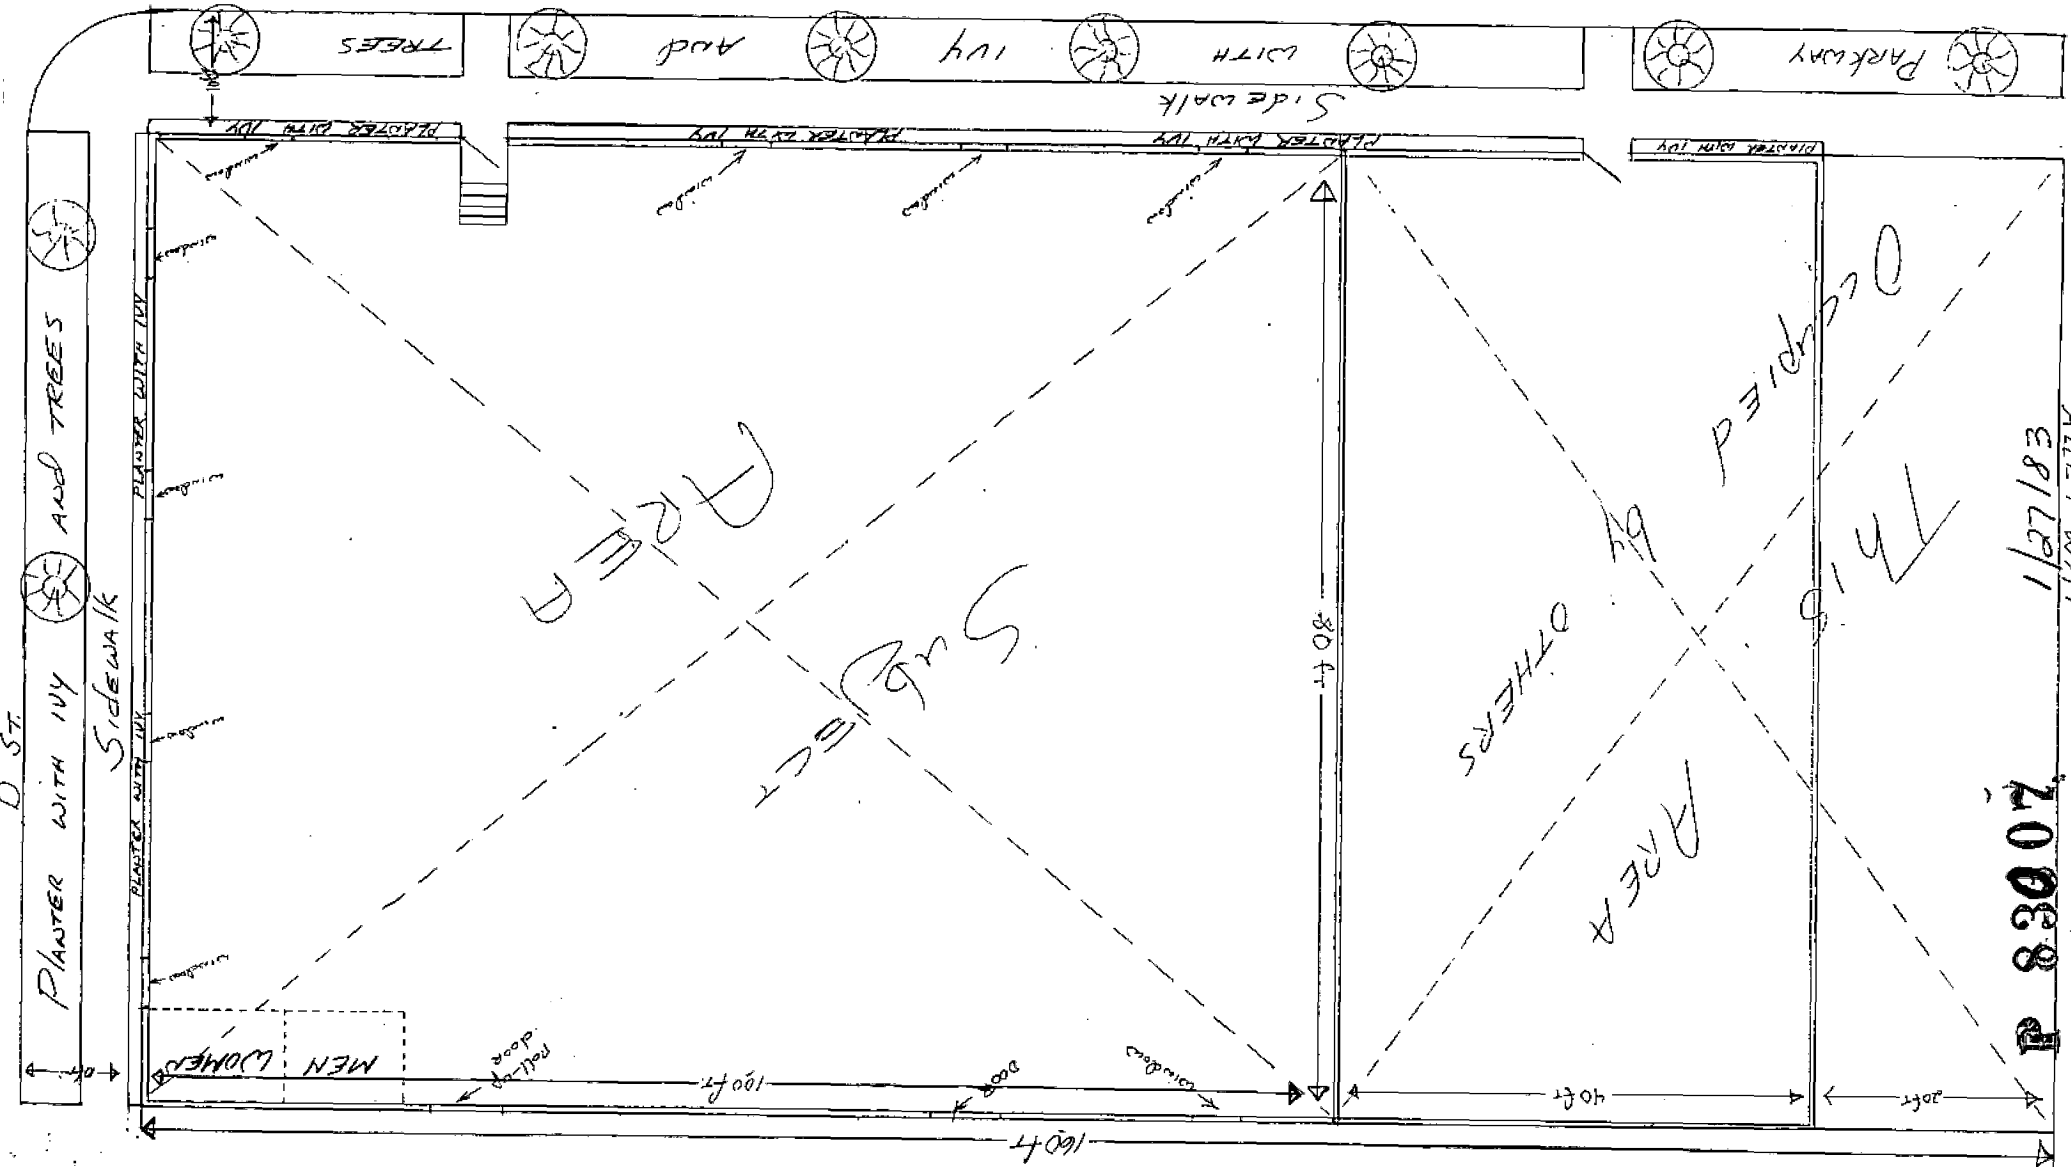 PARKWAY WITH IVY AND TREES
Sidewalk
PLANTER WITH IVY
PLANTER WITH IVY
PLANTER WITH IVY
PLANTER WITH IVY
window
window
window
window
window
window
window
window
D ST.
PLANTER WITH IVY AND TREES
Sidewalk
PLANTER WITH IVY
PLANTER WITH IVY
SubJECT
AREA
80 ft
This
AREA
OccupiEd
by
OTHERS
WOMEN
MEN
Roll-up
door
DOOR
window
100 ft.
40 ft
20 ft
160 ft
1/27/83
P 83007